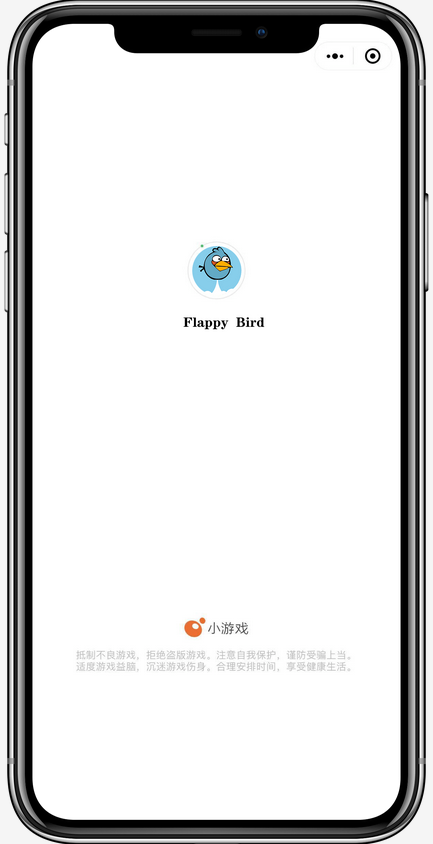 Flappy Bird
小游戏
抵制不良游戏，拒绝盗版游戏。注意自我保护，谨防受骗上当。
适度游戏益脑，沉迷游戏伤身。合理安排时间，享受健康生活。